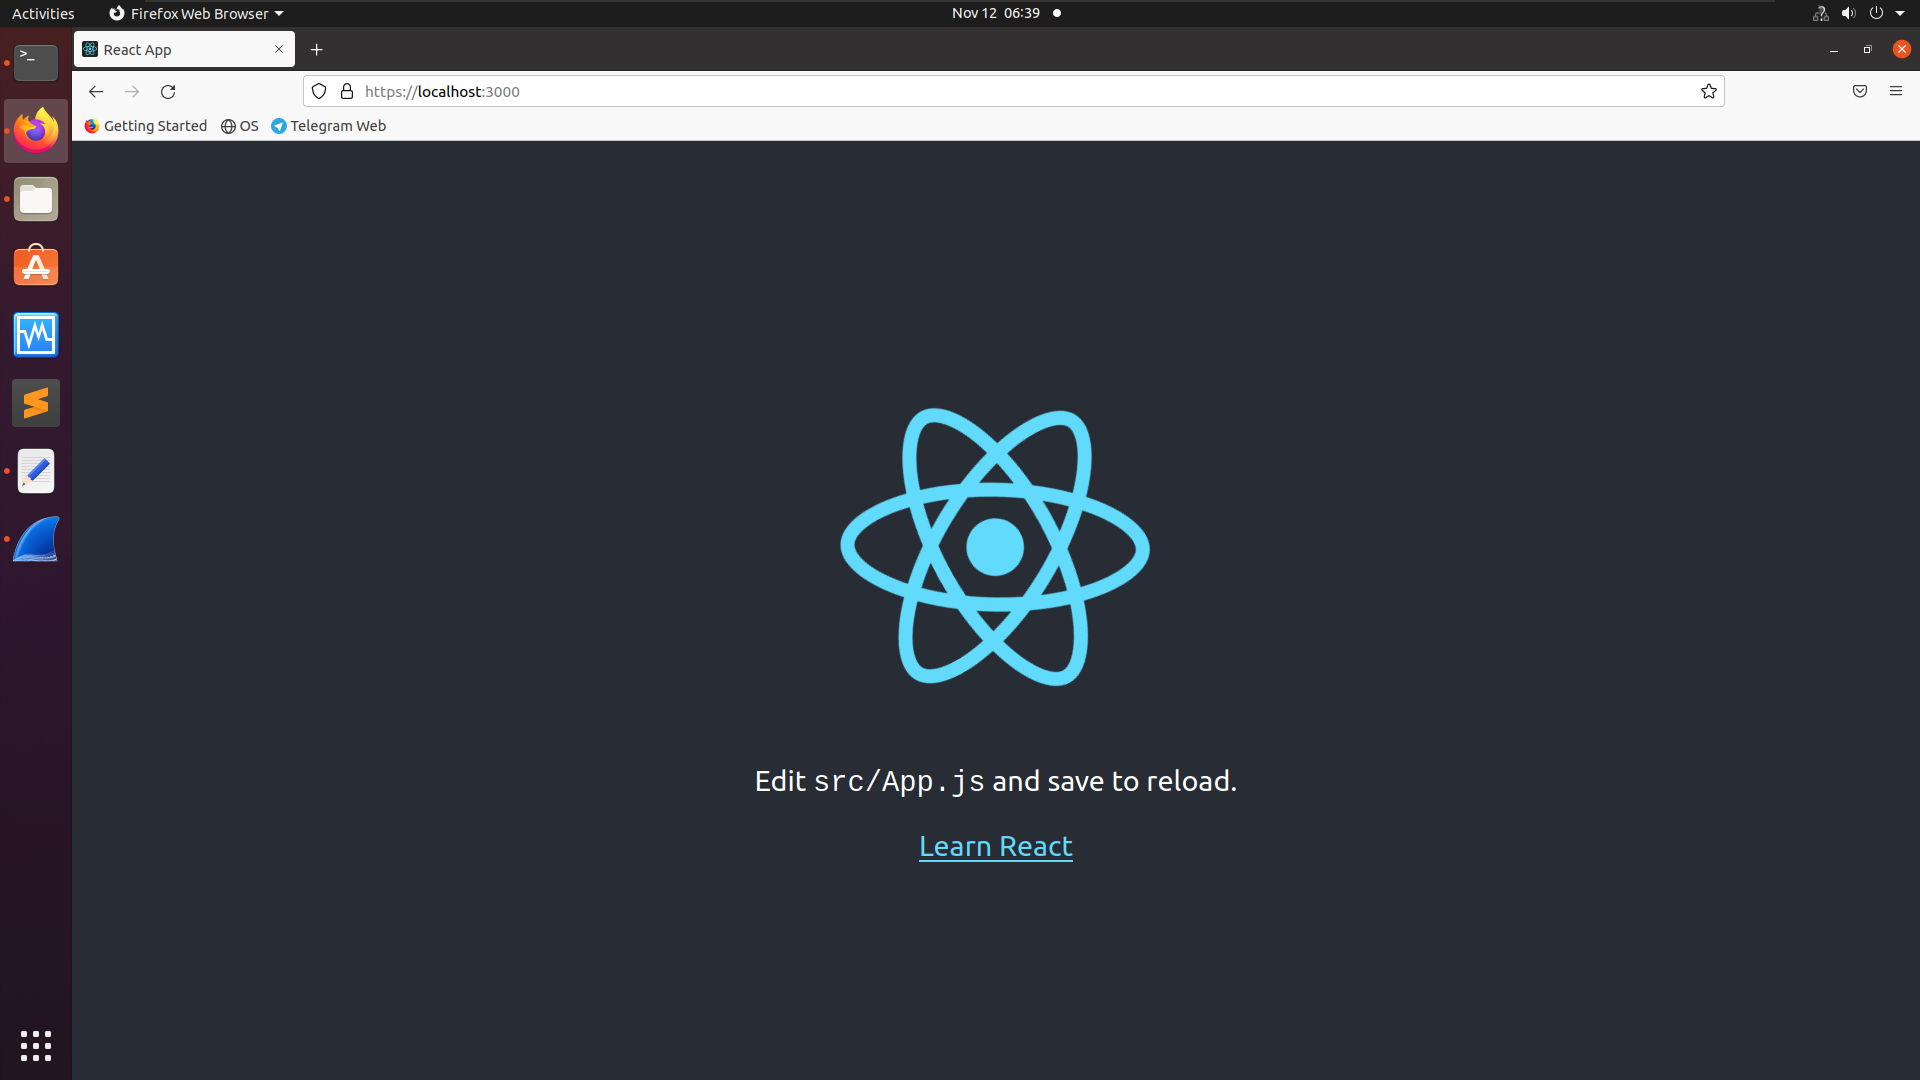 Activities
Firefox Web Browser
Nov 12 06:39
React App
https://localhost:3000
Getting Started
OS
Telegram Web
>_
Edit src/App.js and save to reload.
Learn React